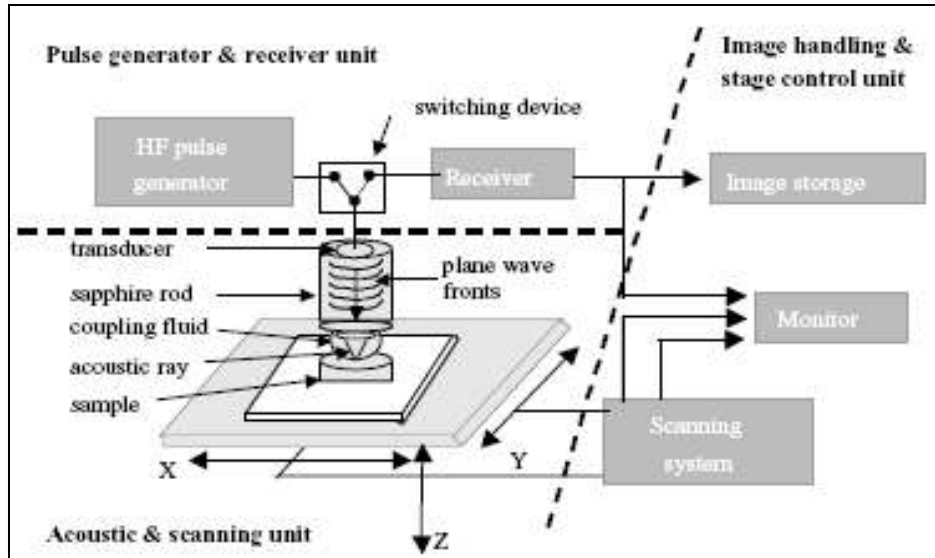 Pulse generator & receiver unit
Image handling &
stage control unit
switching device
HF pulse
generator
Receiver
Image storage
transducer
plane wave
fronts
sapphire rod
coupling fluid
acoustic ray
sample
Monitor
Scanning
system
X
Y
Z
Acoustic & scanning unit